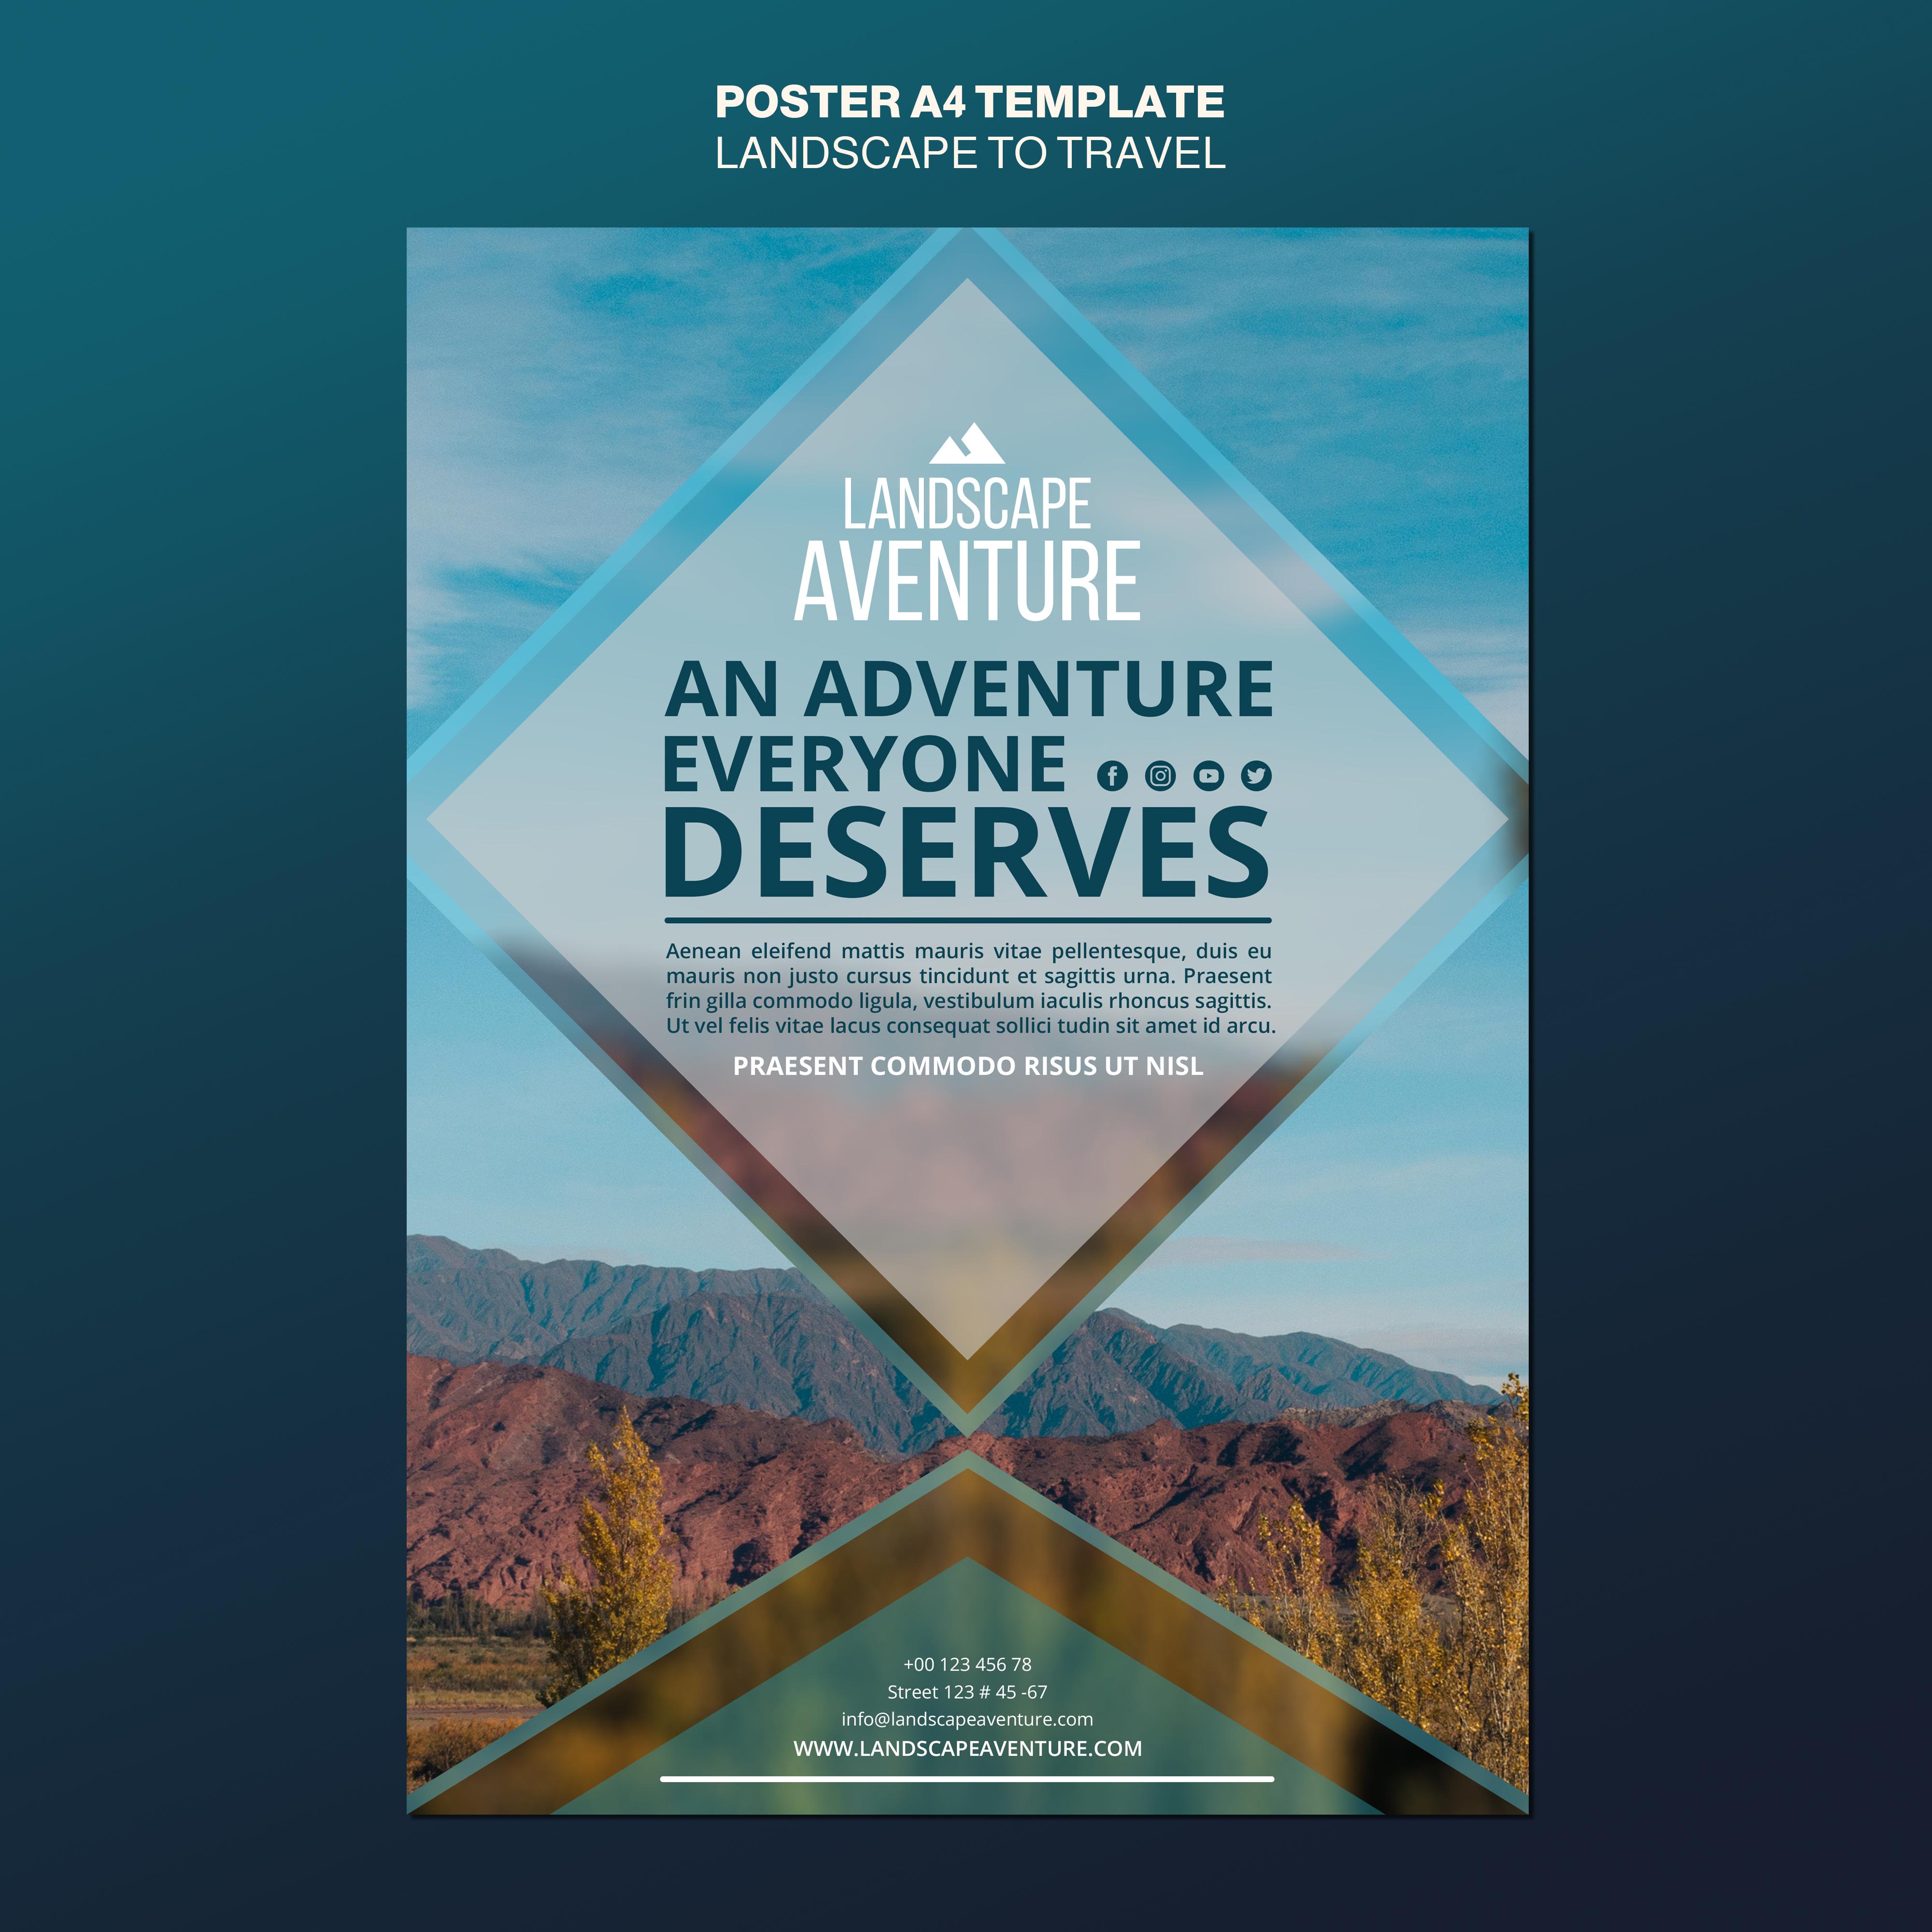 POSTER A4 TEMPLATE
LANDSCAPE TO TRAVEL
LANDSCAPE
AVENTURE
AN ADVENTURE
EVERYONE
DESERVES
Aenean eleifend mattis mauris vitae pellentesque, duis eu
mauris non justo cursus tincidunt et sagittis urna. Praesent
frin gilla commodo ligula, vestibulum iaculis rhoncus sagittis.
Ut vel felis vitae lacus consequat sollici tudin sit amet id arcu.
PRAESENT COMMODO RISUS UT NISL
+00 123 456 78
Street 123 # 45 -67
info@landscapeaventure.com
WWW.LANDSCAPEAVENTURE.COM